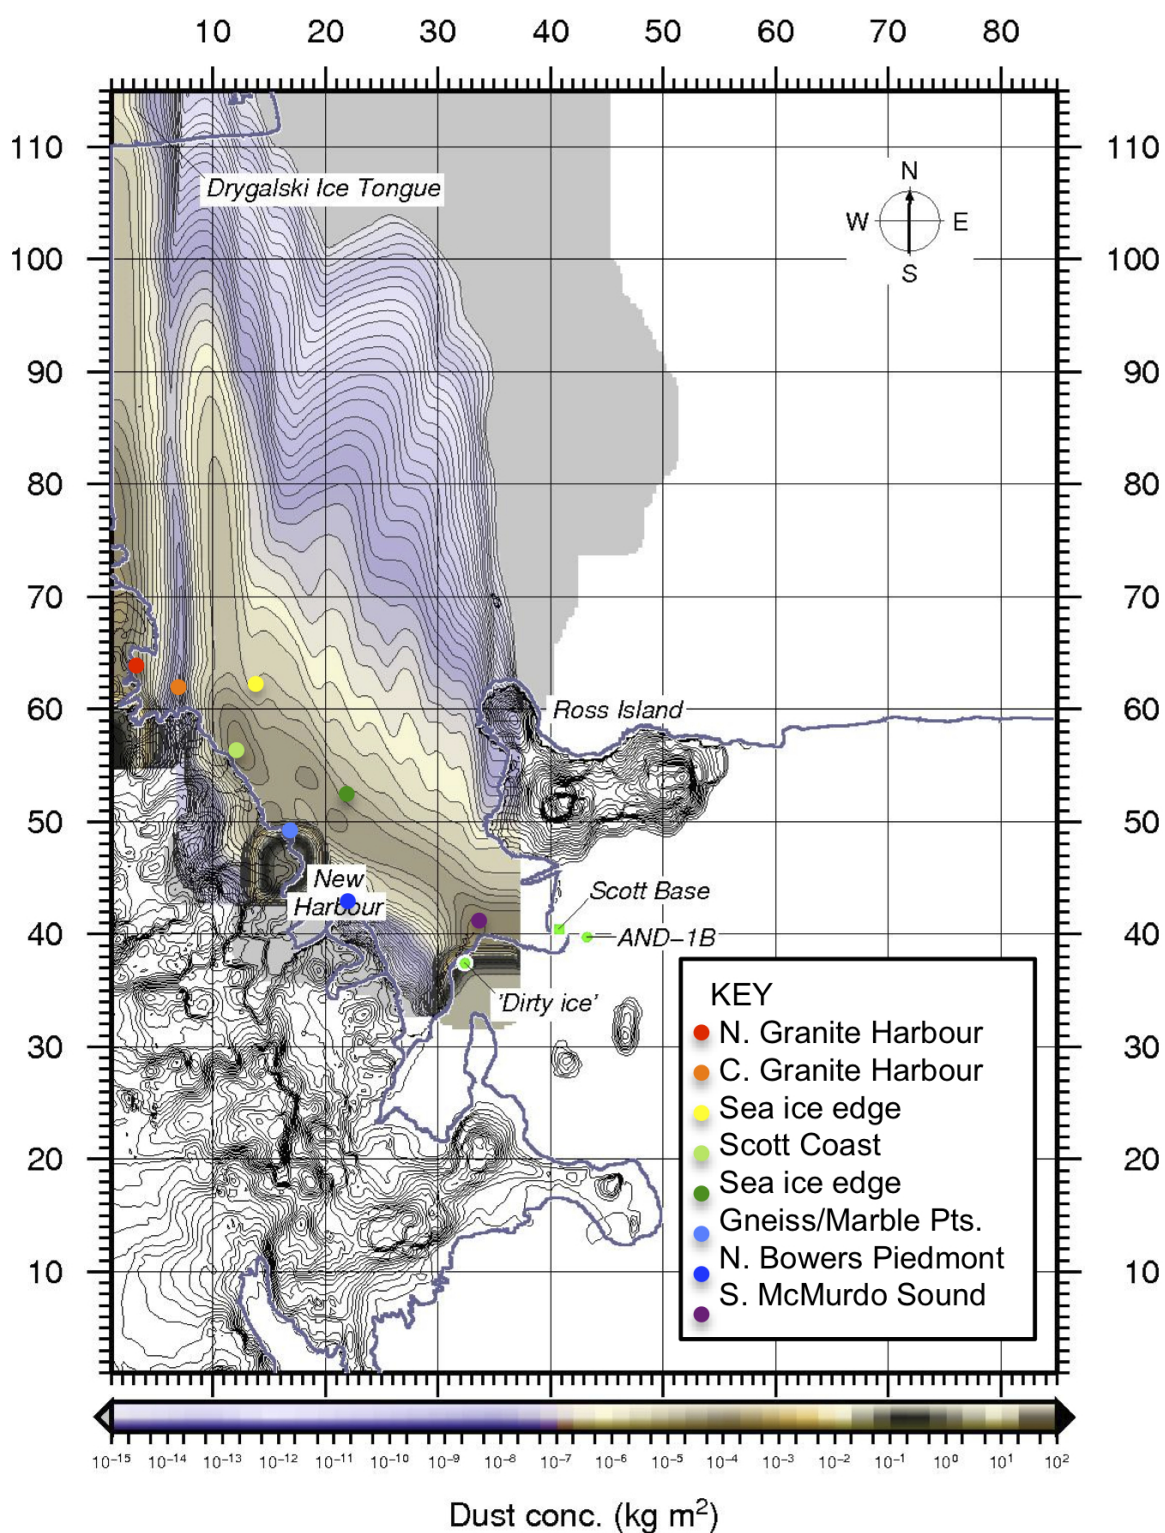 10 20 30 40 50 60 70 80
110 110
N
Drygalski Ice Tongue
W E
100 100
S
90 90
80 80
70 70
60 60
Ross Island
50 50
New
Harbour
Scott Base
40 40
AND-1B
'Dirty ice'
KEY
N. Granite Harbour
30 30
C. Granite Harbour
Sea ice edge
Scott Coast
20 20
Sea ice edge
Gneiss/Marble Pts.
N. Bowers Piedmont
10 10
S. McMurdo Sound
10⁻¹⁵ 10⁻¹⁴ 10⁻¹³ 10⁻¹² 10⁻¹¹ 10⁻¹⁰ 10⁻⁹ 10⁻⁸ 10⁻⁷ 10⁻⁶ 10⁻⁵ 10⁻⁴ 10⁻³ 10⁻² 10⁻¹ 10⁰ 10¹ 10²
Dust conc. (kg m²)